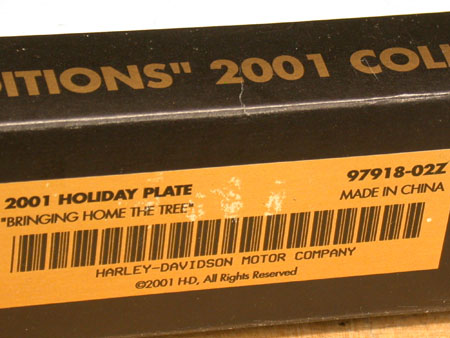 DITIONS" 2001 COLL
2001 HOLIDAY PLATE 97918-02Z
"BRINGING HOME THE TREE" MADE IN CHINA
HARLEY-DAVIDSON MOTOR COMPANY
©2001 H-D, All Rights Reserved